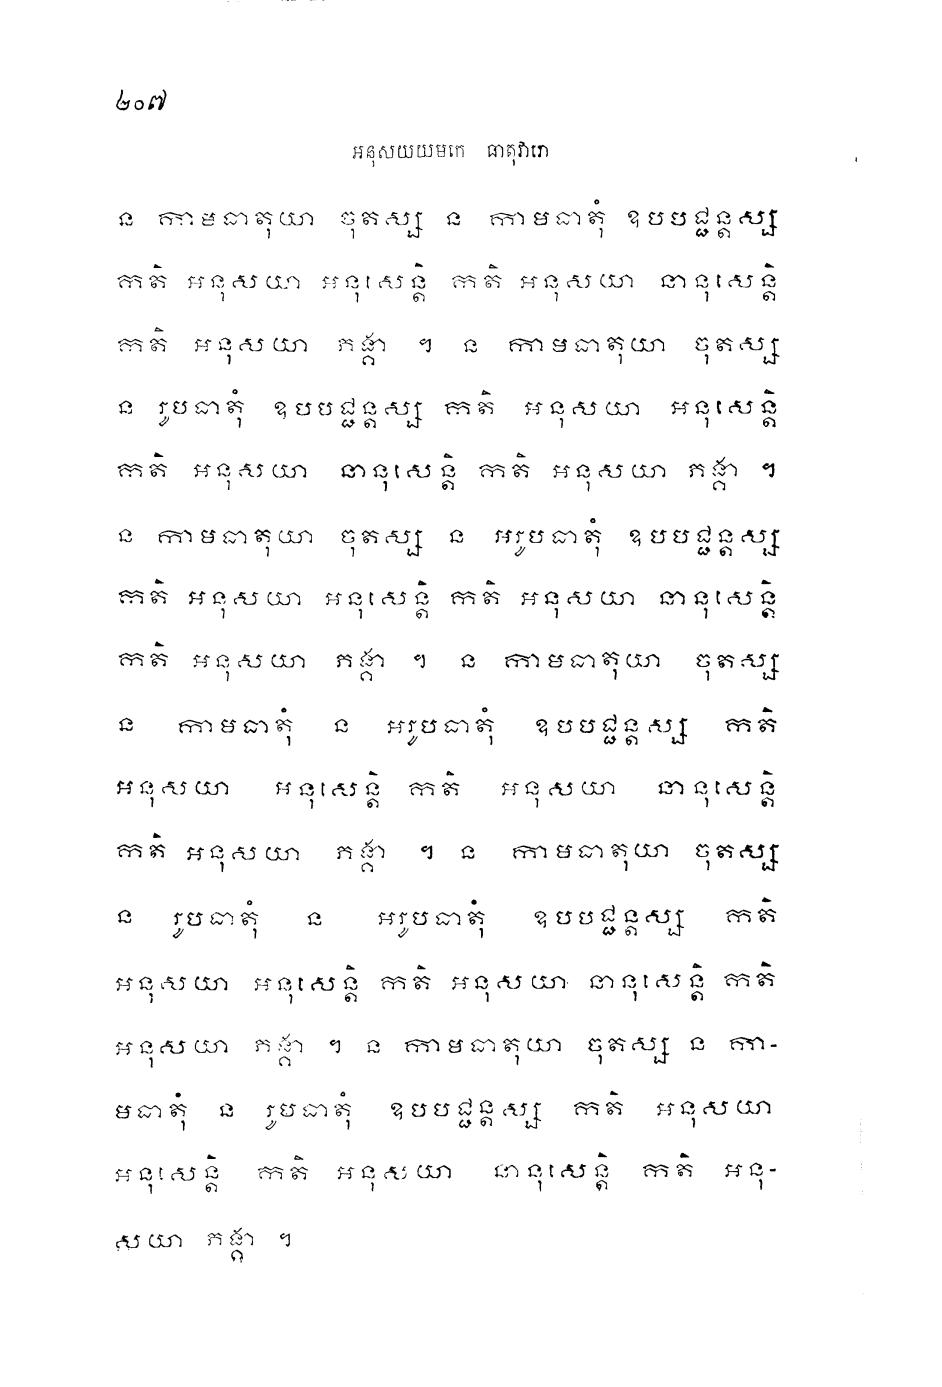 ២០៧
អនុសយយមកេ ធាតុវារោ
ន កាមធាតុយា ចុតស្ស ន កាមធាតុំ ឧបបជ្ជន្តស្ស
កតិ អនុសយា អនុសេន្តិ កតិ អនុសយា នានុសេន្តិ
កតិ អនុសយា ភង្គា ។ ន កាមធាតុយា ចុតស្ស
ន រូបធាតុំ ឧបបជ្ជន្តស្ស កតិ អនុសយា អនុសេន្តិ
កតិ អនុសយា នានុសេន្តិ កតិ អនុសយា ភង្គា ។
ន កាមធាតុយា ចុតស្ស ន អរូបធាតុំ ឧបបជ្ជន្តស្ស
កតិ អនុសយា អនុសេន្តិ កតិ អនុសយា នានុសេន្តិ
កតិ អនុសយា ភង្គា ។ ន កាមធាតុយា ចុតស្ស
ន កាមធាតុំ ន អរូបធាតុំ ឧបបជ្ជន្តស្ស កតិ
អនុសយា អនុសេន្តិ កតិ អនុសយា នានុសេន្តិ
កតិ អនុសយា ភង្គា ។ ន កាមធាតុយា ចុតស្ស
ន រូបធាតុំ ន អរូបធាតុំ ឧបបជ្ជន្តស្ស កតិ
អនុសយា អនុសេន្តិ កតិ អនុសយា នានុសេន្តិ កតិ
អនុសយា ភង្គា ។ ន កាមធាតុយា ចុតស្ស ន កា-
មធាតុំ ន រូបធាតុំ ឧបបជ្ជន្តស្ស កតិ អនុសយា
អនុសេន្តិ កតិ អនុសយា នានុសេន្តិ កតិ អនុ-
សយា ភង្គា ។